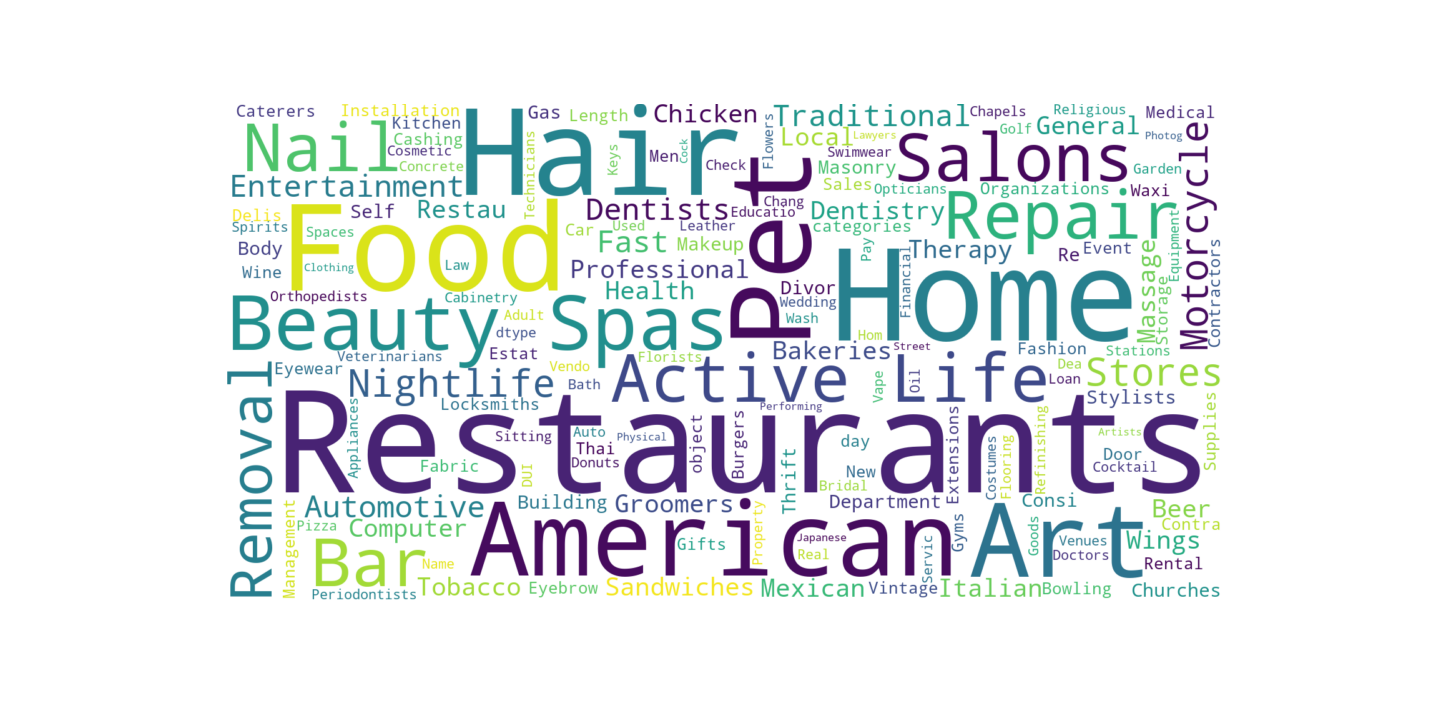 Caterers Installation Gas Length Chicken Traditional Chapels Religious Medical
Kitchen Hair Local Lawyers Golf General Photog
Nail Cashing Technicians Keys Men Cock Check Flowers Swimwear Salons Garden Motorcycle
Cosmetic Concrete Masonry
Entertainment Pet Sales Opticians Organizations Waxi
Delis Self Restau Dentists Educatio Chang Dentistry Repair
Spirits Spaces Food Car Used Leather categories Equipment
Body Law Fast Makeup Pay Therapy Re Event Massage Contractors
Wine Clothing Professional Home Financial
Orthopedists Cabinetry Health Divor Storage
Beauty Adult Spas Wedding
dtype Wash Hom
Veterinarians Estat Florists Bakeries Street Fashion Stations
Eyewear Vendo Active Life Dea Stores
Removal Nightlife Bath Vape Oil Loan Stylists
Locksmiths Performing
Restaurants Appliances Sitting Auto Physical object Burgers day Extensions Costumes Flooring Refinishing Artists Supplies
Thai Door
Fabric Donuts Thrift New Cocktail
DUI Bridal
Automotive Building Groomers Department Consi Beer
Management Pizza Computer American Property Gyms Art Goods Contra
Gifts Japanese Venues Wings
Bar Name Real Servic Doctors Rental
Periodontists Tobacco Eyebrow Sandwiches Mexican Vintage Italian Bowling Churches